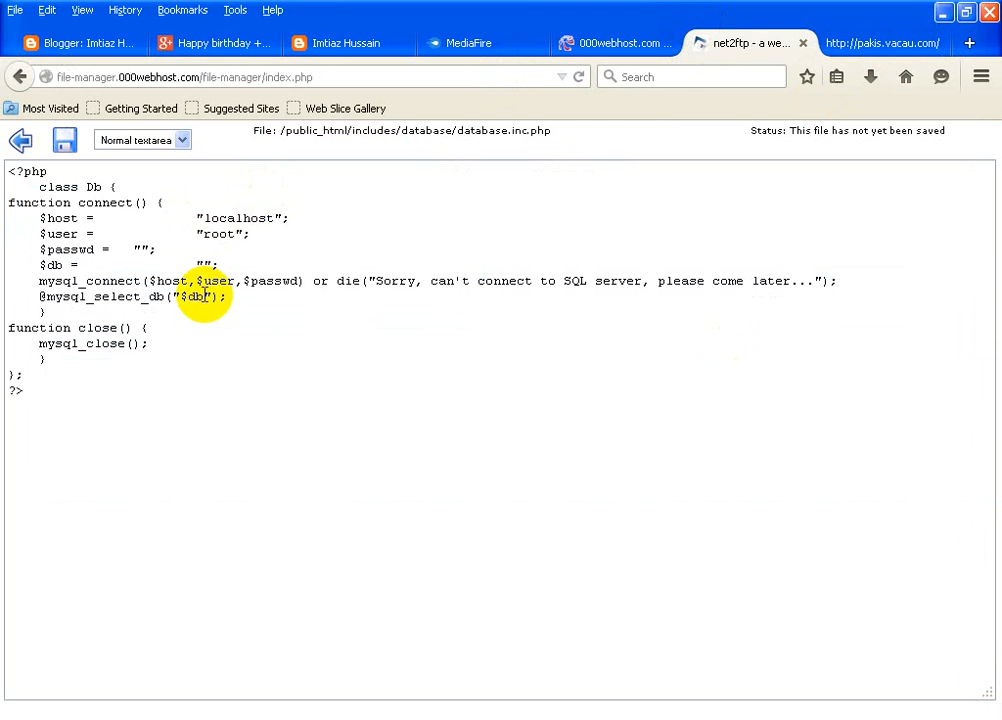 File Edit View History Bookmarks Tools Help
Blogger: Imtiaz H... Happy birthday +... Imtiaz Hussain MediaFire 000webhost.com ... net2ftp - a we... http://pakis.vacau.com/
file-manager.000webhost.com/file-manager/index.php Search
Most Visited Getting Started Suggested Sites Web Slice Gallery
Normal textarea File: /public_html/includes/database/database.inc.php Status: This file has not yet been saved
<?php
class Db {
function connect() {
$host = "localhost";
$user = "root";
$passwd = "";
$db = "";
mysql_connect($host,$user,$passwd) or die("Sorry, can't connect to SQL server, please come later...");
@mysql_select_db("$db");
}
function close() {
mysql_close();
}
};
?>